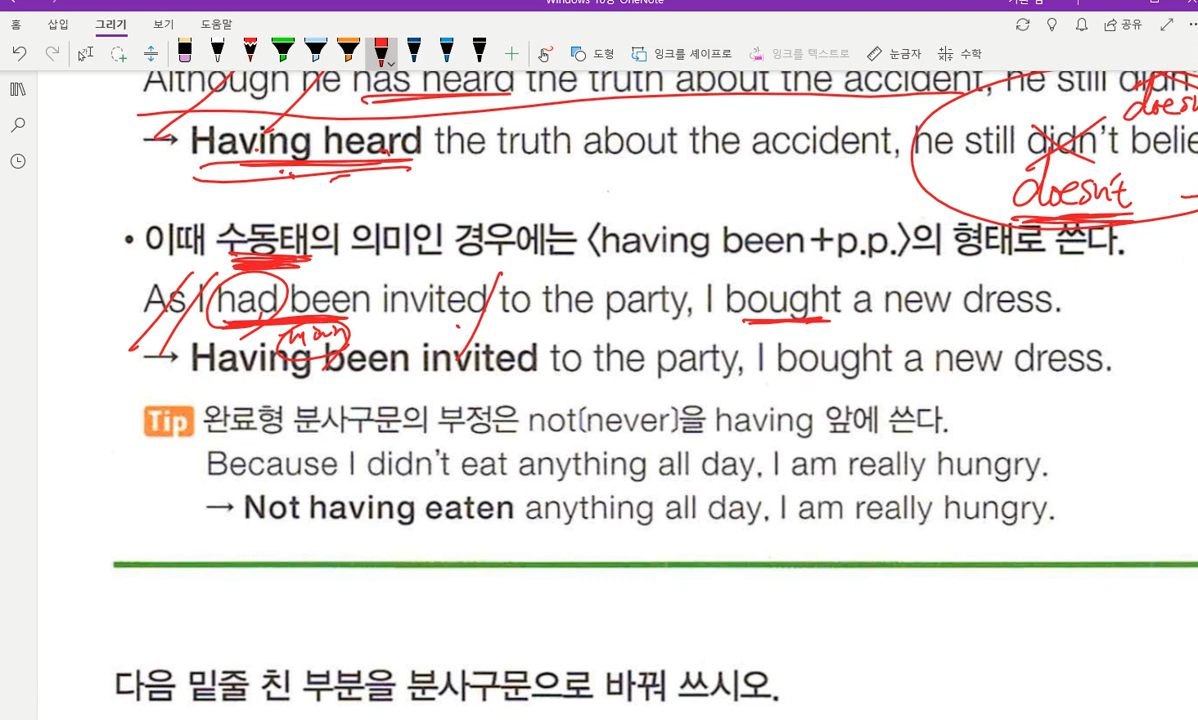 Windows 10용 OneNote
홈 삽입 그리기 보기 도움말 공유
도형 잉크를 셰이프로 잉크를 텍스트로 눈금자 수학
Although he has heard the truth about the accident, he still didn
doesn
→ Having heard the truth about the accident, he still didn't belie
doesn't
• 이때 수동태의 의미인 경우에는 〈having been+p.p.〉의 형태로 쓴다.
As I had been invited to the party, I bought a new dress.
→ Having been invited to the party, I bought a new dress.
Tip 완료형 분사구문의 부정은 not(never)을 having 앞에 쓴다.
Because I didn't eat anything all day, I am really hungry.
→ Not having eaten anything all day, I am really hungry.
다음 밑줄 친 부분을 분사구문으로 바꿔 쓰시오.